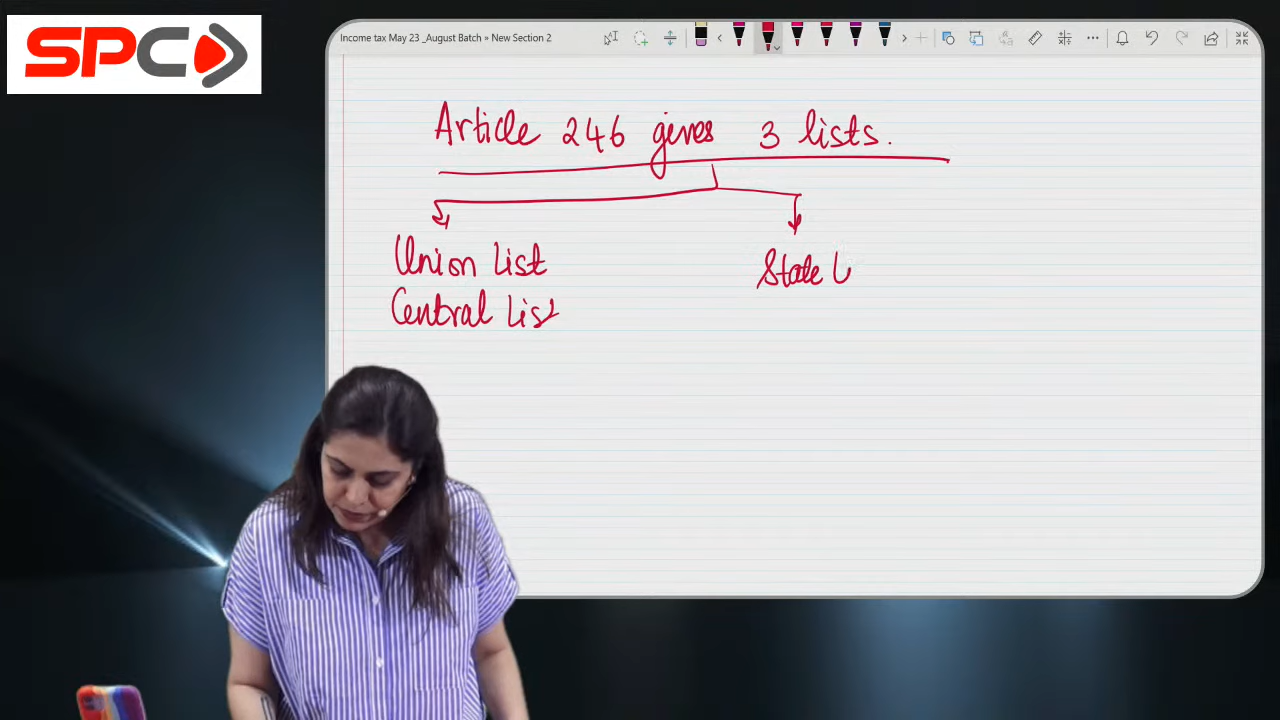 SPC
Income tax May 23 _August Batch » New Section 2
Article 246 gives 3 lists.
Union List
State L
Central List